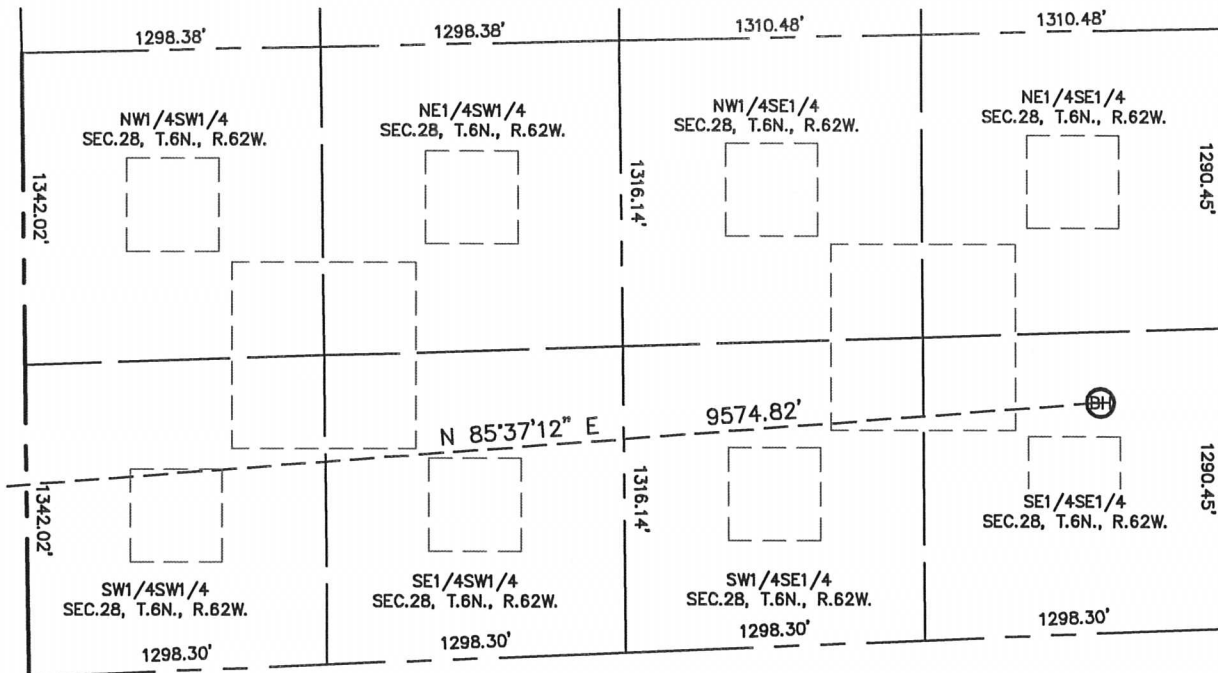 1298.38'
1298.38'
1310.48'
1310.48'
NW1/4SW1/4
SEC.28, T.6N., R.62W.
NE1/4SW1/4
SEC.28, T.6N., R.62W.
NW1/4SE1/4
SEC.28, T.6N., R.62W.
NE1/4SE1/4
SEC.28, T.6N., R.62W.
1342.02'
1316.14'
1290.45'
N 85°37'12" E
9574.82'
BH
1342.02'
1316.14'
1290.45'
SW1/4SW1/4
SEC.28, T.6N., R.62W.
SE1/4SW1/4
SEC.28, T.6N., R.62W.
SW1/4SE1/4
SEC.28, T.6N., R.62W.
SE1/4SE1/4
SEC.28, T.6N., R.62W.
1298.30'
1298.30'
1298.30'
1298.30'